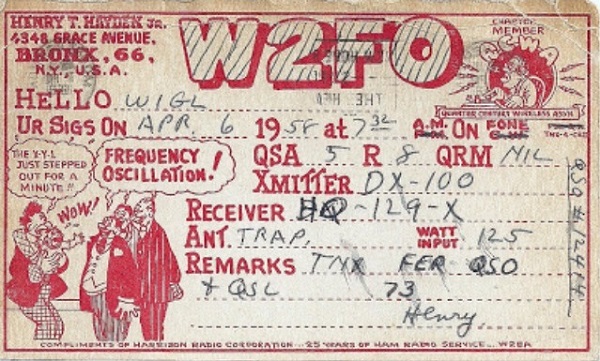 HENRY T. HAYDEN JR.
4348 GRACE AVENUE,
BRONX, 66,
N.Y., U.S.A.
W2FO
CHARTER MEMBER
QUARTER CENTURY WIRELESS ASS'N.
HELLO W1GL
UR SIGS ON APR. 6 1958 AT 7 32 A.M. P.M. ON FONE
QSA 5 R 8 QRM NIL
XMITTER DX-100
RECEIVER HQ-129-X
ANT. TRAP. WATT INPUT 125
REMARKS TNX FER QSO
+ QSL 73
Henry
THE X-Y-L JUST STEPPED OUT FOR A MINUTE!!
WOW!
FREQUENCY OSCILLATION!
COMPLIMENTS OF HARRISON RADIO CORPORATION... 25 YEARS OF HAM RADIO SERVICE... W2BA